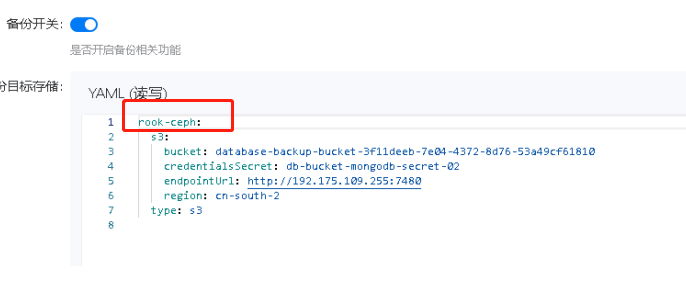 备份开关:
是否开启备份相关功能
份目标存储:
YAML (读写)
1 rook-ceph:
2 s3:
3 bucket: database-backup-bucket-3f11deeb-7e04-4372-8d76-53a49cf61810
4 credentialsSecret: db-bucket-mongodb-secret-02
5 endpointUrl: http://192.175.109.255:7480
6 region: cn-south-2
7 type: s3
8